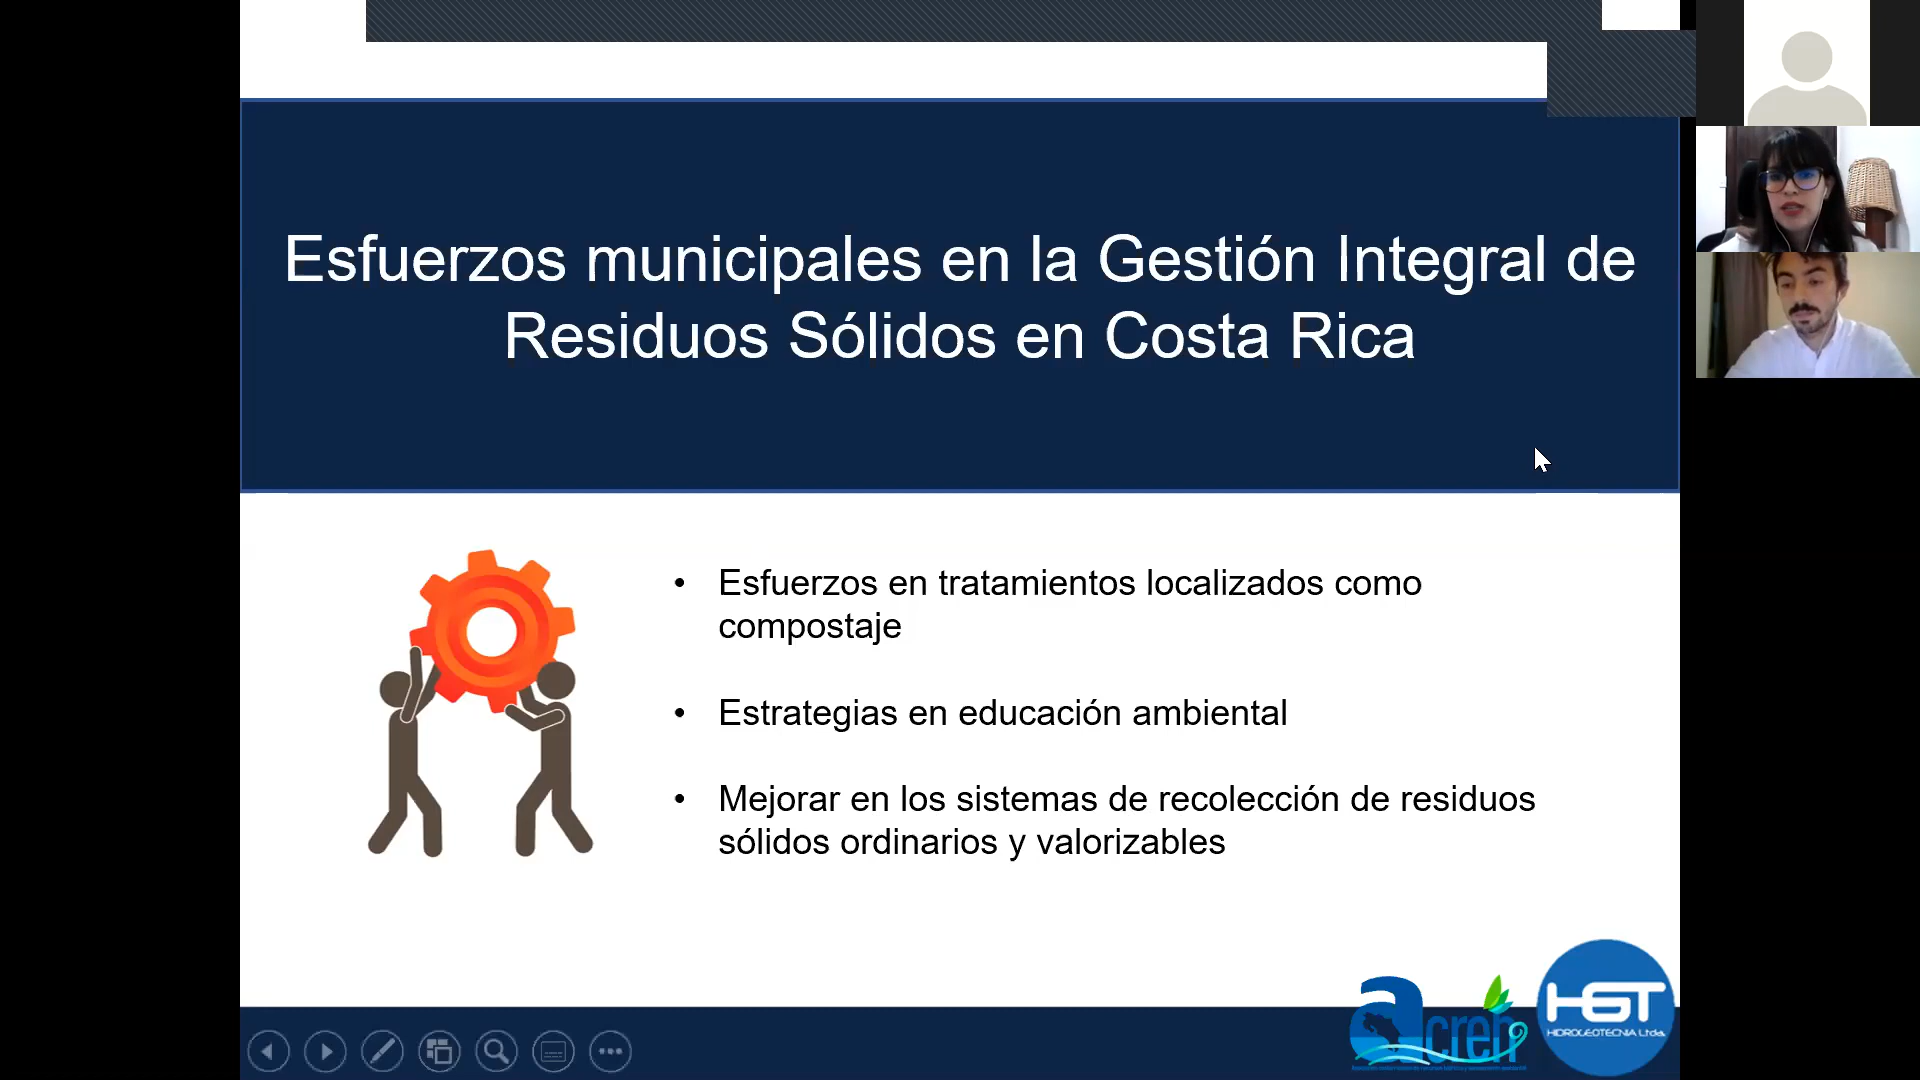 Esfuerzos municipales en la Gestión Integral de
Residuos Sólidos en Costa Rica
• Esfuerzos en tratamientos localizados como
compostaje
• Estrategias en educación ambiental
• Mejorar en los sistemas de recolección de residuos
sólidos ordinarios y valorizables
acreh
HGT
HIDROGEOTECNIA Ltda.